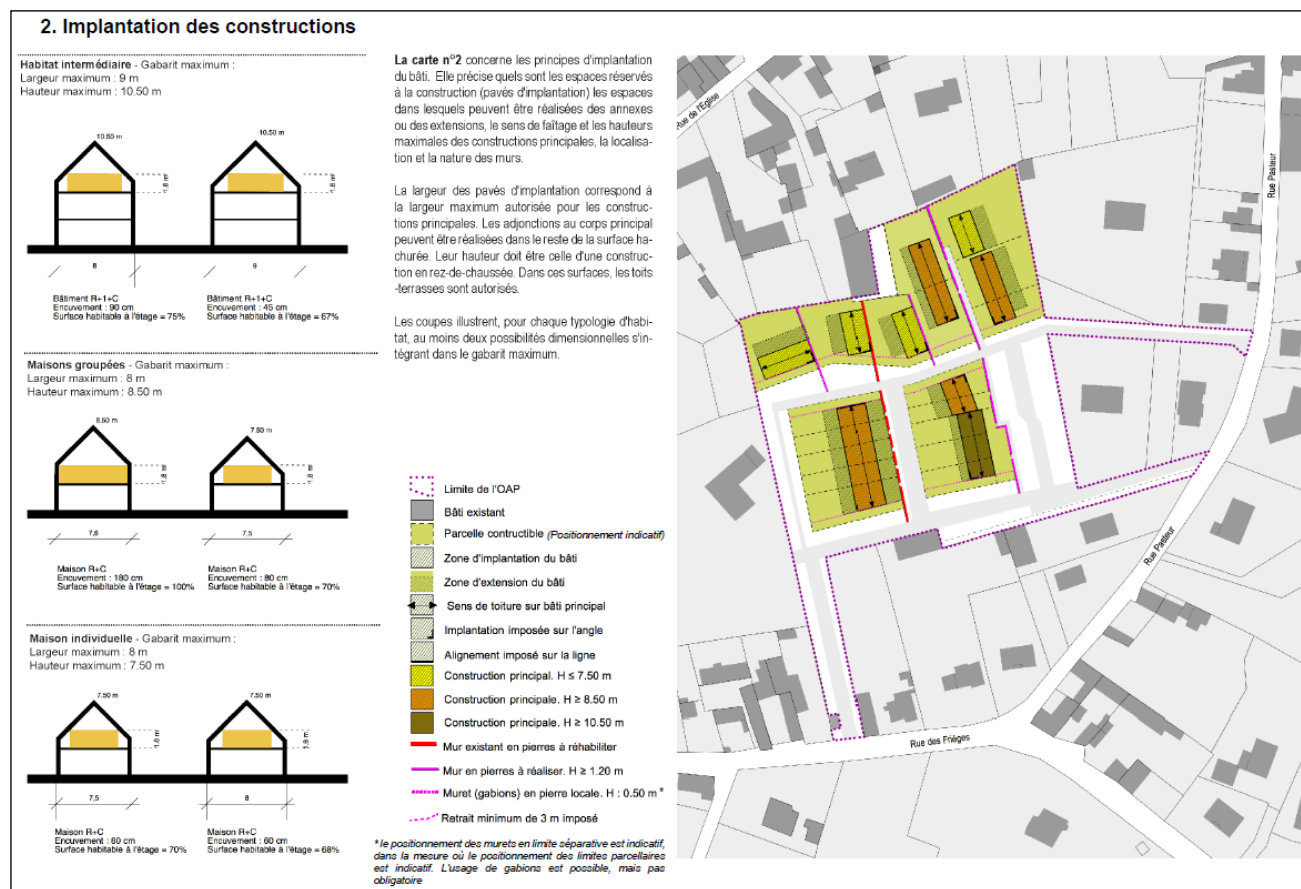 2. Implantation des constructions
Habitat intermédiaire - Gabarit maximum :
Largeur maximum : 9 m
Hauteur maximum : 10.50 m
10.50 m
10.50 m
1.8 m
1.8 m
8
9
Bâtiment R+1+C
Encuvement : 90 cm
Surface habitable à l'étage = 75%
Bâtiment R+1+C
Encuvement : 45 cm
Surface habitable à l'étage = 67%
Maisons groupées - Gabarit maximum :
Largeur maximum : 8 m
Hauteur maximum : 8.50 m
8.50 m
7.50 m
1.8 m
1.8 m
7,5
Maison R+C
Encuvement : 180 cm
Surface habitable à l'étage = 100%
Maison R+C
Encuvement : 80 cm
Surface habitable à l'étage = 70%
Maison individuelle - Gabarit maximum :
Largeur maximum : 8 m
Hauteur maximum : 7.50 m
7.50 m
7.50 m
1.8 m
1.8 m
7,5
8
Maison R+C
Encuvement : 80 cm
Surface habitable à l'étage = 70%
Maison R+C
Encuvement : 60 cm
Surface habitable à l'étage = 68%
La carte n°2 concerne les principes d'implantation
du bâti. Elle précise quels sont les espaces réservés
à la construction (pavés d'implantation) les espaces
dans lesquels peuvent être réalisées des annexes
ou des extensions, le sens de faîtage et les hauteurs
maximales des constructions principales, la localisa-
tion et la nature des murs.
La largeur des pavés d'implantation correspond à
la largeur maximum autorisée pour les construc-
tions principales. Les adjonctions au corps principal
peuvent être réalisées dans le reste de la surface ha-
churée. Leur hauteur doit être celle d'une construc-
tion en rez-de-chaussée. Dans ces surfaces, les toits
-terrasses sont autorisés.
Les coupes illustrent, pour chaque typologie d'habi-
tat, au moins deux possibilités dimensionnelles s'in-
tégrant dans le gabarit maximum.
Limite de l'OAP
Bâti existant
Parcelle contructible (Positionnement indicatif)
Zone d'implantation du bâti
Zone d'extension du bâti
Sens de toiture sur bâti principal
Implantation imposée sur l'angle
Alignement imposé sur la ligne
Construction principal. H ≤ 7.50 m
Construction principale. H ≥ 8.50 m
Construction principale. H ≥ 10.50 m
Mur existant en pierres à réhabiliter
Mur en pierres à réaliser. H ≥ 1.20 m
Muret (gabions) en pierre locale. H : 0.50 m *
Retrait minimum de 3 m imposé
* le positionnement des murets en limite séparative est indicatif,
dans la mesure où le positionnement des limites parcellaires
est indicatif. L'usage de gabions est possible, mais pas
obligatoire
Rue de l'Eglise
Rue Pasteur
Rue Pasteur
Rue des Frièges